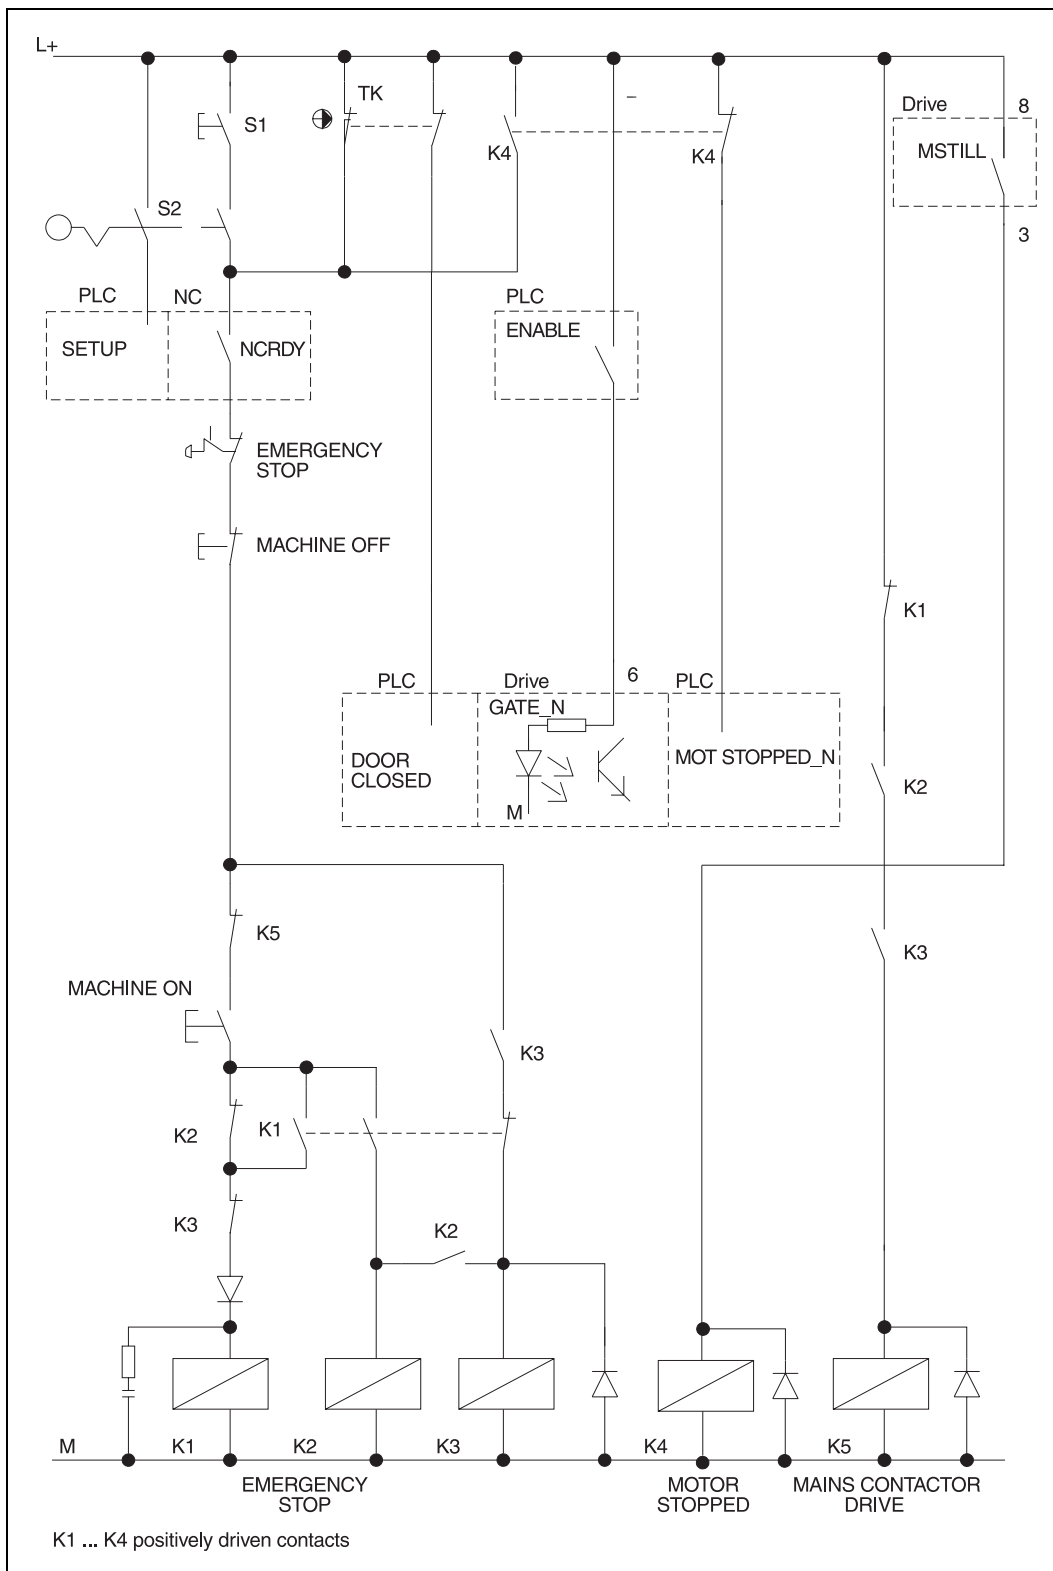 L+
TK
S1
K4
K4
Drive 8
MSTILL
3
S2
PLC NC
SETUP NCRDY
PLC
ENABLE
EMERGENCY
STOP
MACHINE OFF
K1
PLC Drive 6 PLC
GATE_N
DOOR
CLOSED
MOT STOPPED_N
M
K2
K5
K3
MACHINE ON
K3
K2
K1
K3
K2
M K1 K2 K3 K4 K5
EMERGENCY
STOP
MOTOR
STOPPED
MAINS CONTACTOR
DRIVE
K1 ... K4 positively driven contacts